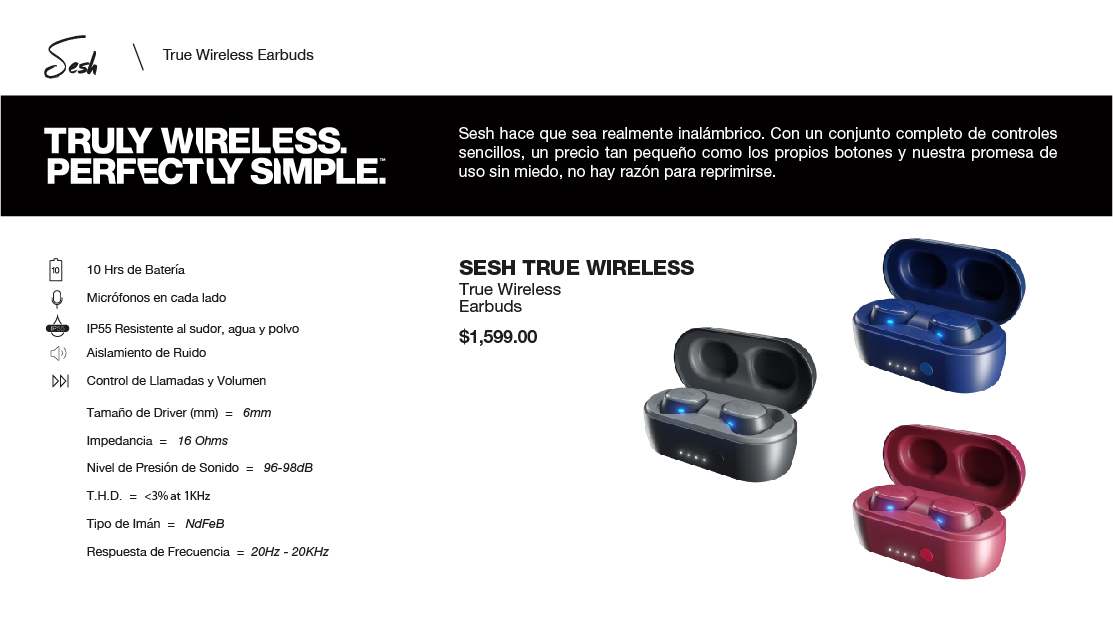 Sesh
True Wireless Earbuds
TRULY WIRELESS.
PERFECTLY SIMPLE.™
Sesh hace que sea realmente inalámbrico. Con un conjunto completo de controles
sencillos, un precio tan pequeño como los propios botones y nuestra promesa de
uso sin miedo, no hay razón para reprimirse.
10
10 Hrs de Batería
Micrófonos en cada lado
IP55
IP55 Resistente al sudor, agua y polvo
Aislamiento de Ruido
Control de Llamadas y Volumen
Tamaño de Driver (mm) = 6mm
Impedancia = 16 Ohms
Nivel de Presión de Sonido = 96-98dB
T.H.D. = <3% at 1KHz
Tipo de Imán = NdFeB
Respuesta de Frecuencia = 20Hz - 20KHz
SESH TRUE WIRELESS
True Wireless
Earbuds
$1,599.00